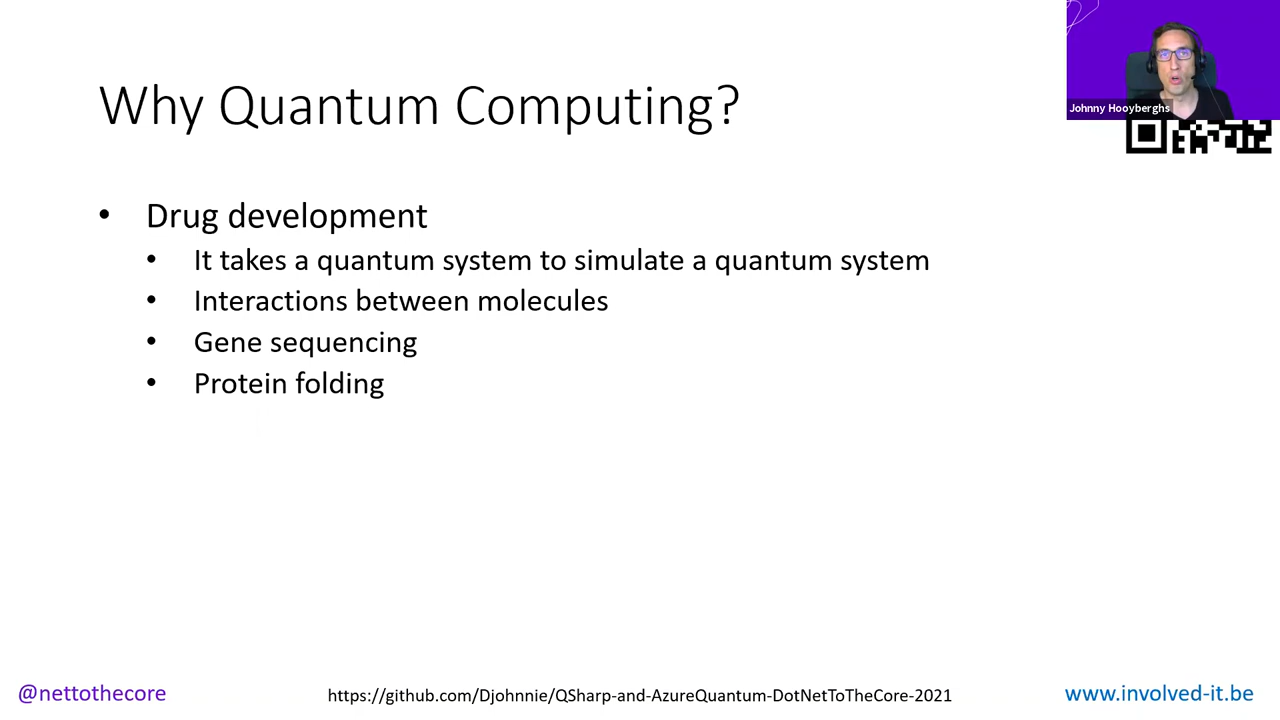 Johnny Hooyberghs
Why Quantum Computing?
• Drug development
• It takes a quantum system to simulate a quantum system
• Interactions between molecules
• Gene sequencing
• Protein folding
@nettothecore
https://github.com/Djohnnie/QSharp-and-AzureQuantum-DotNetToTheCore-2021
www.involved-it.be